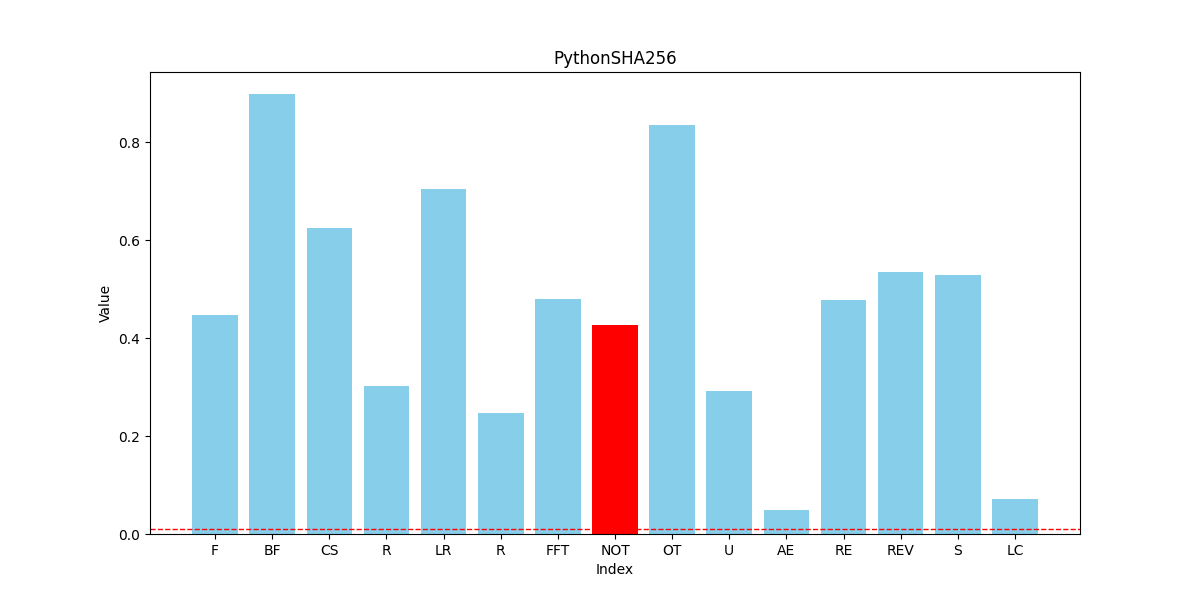 PythonSHA256
Value
0.8
0.6
0.4
0.2
0.0
F BF CS R LR R FFT NOT OT U AE RE REV S LC
Index